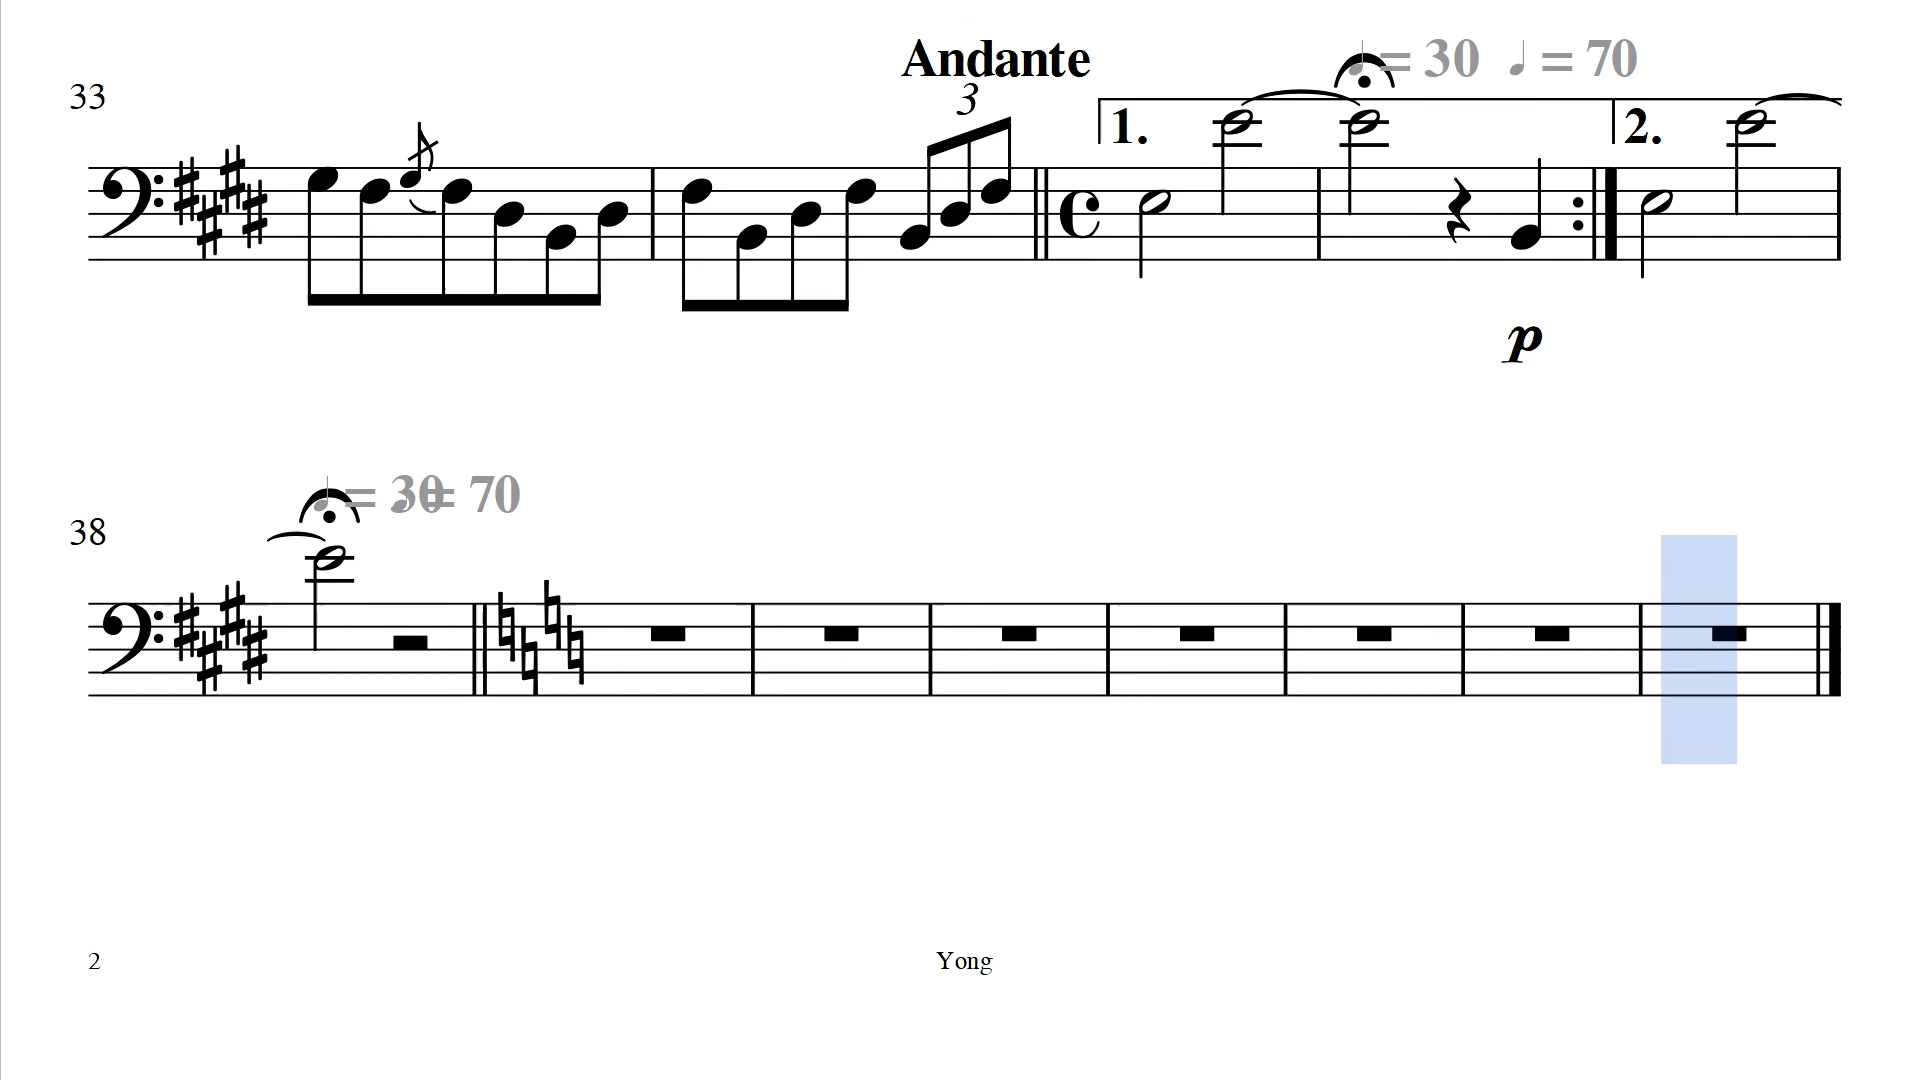 Andante
= 30 = 70
33
3
1.
2.
p
= 30 = 70
38
2
Yong